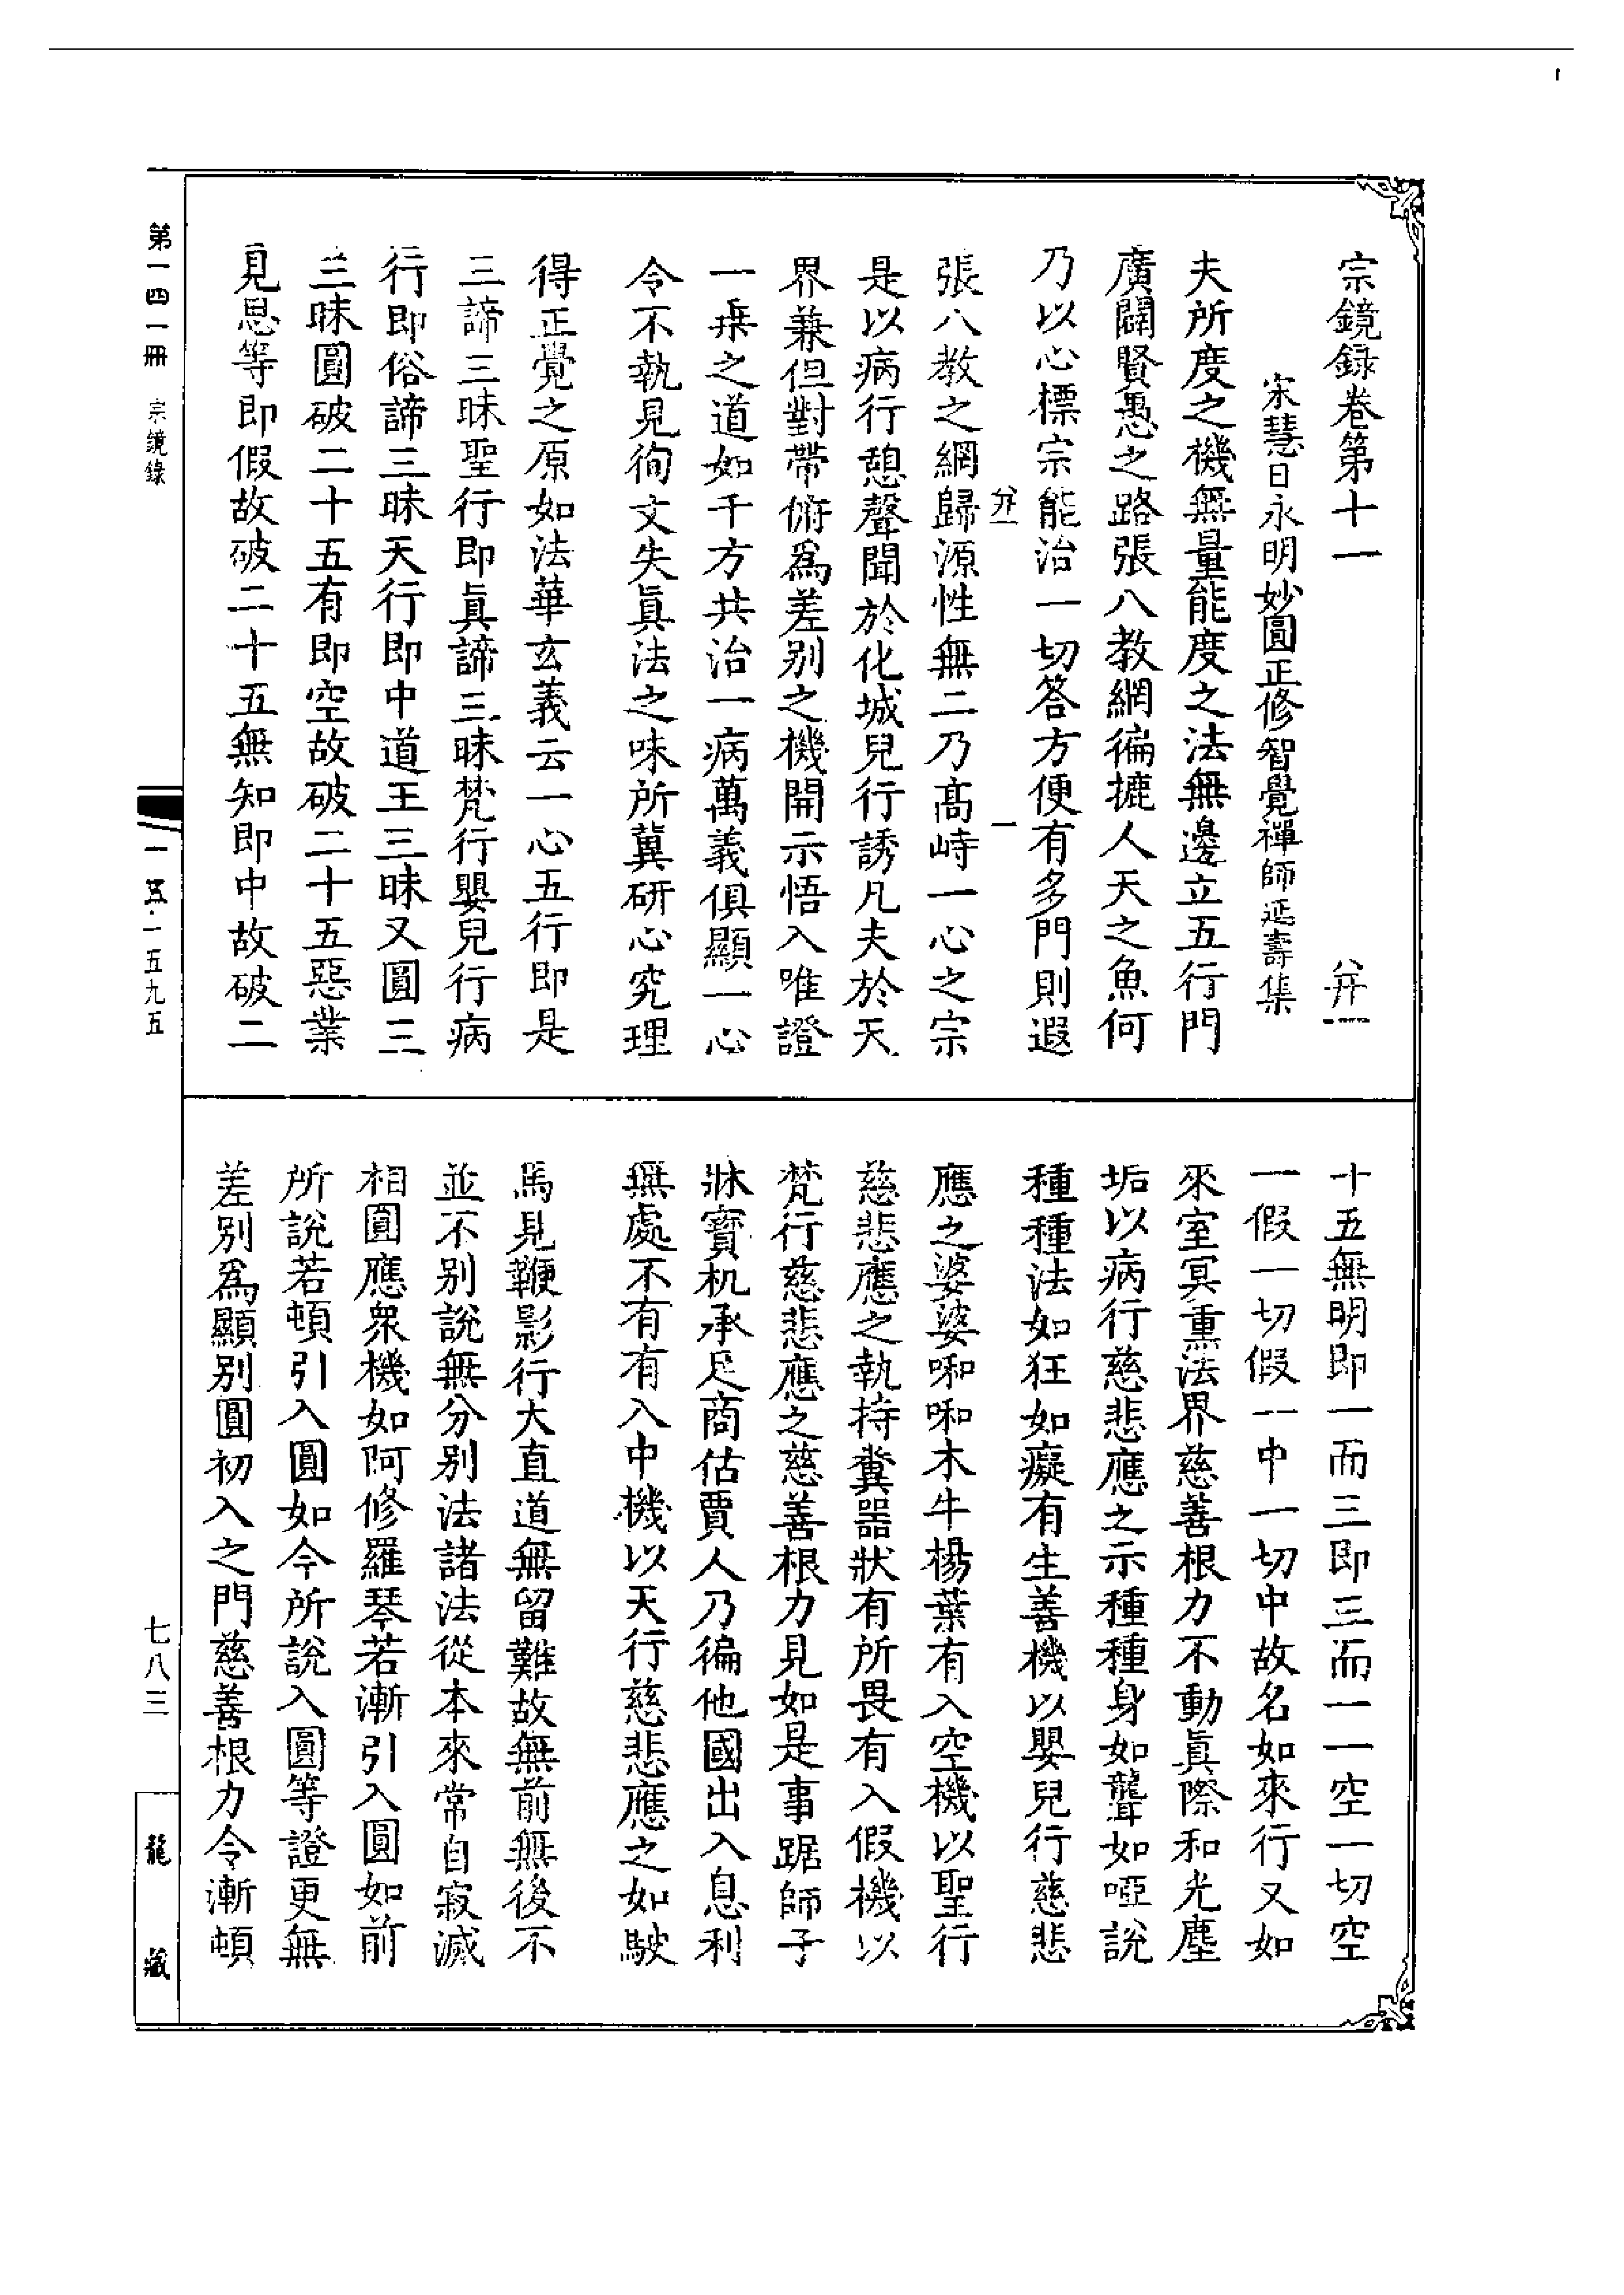 宗鏡録卷第十一 弁一
宋慧日永明妙圓正修智覺禪師延壽集
夫所度之機無量能度之法無邊立五行門
廣闢賢愚之路張八教網徧摝人天之魚何
乃以心標宗能治一切答方便有多門則遐
弁一 一
張八教之網歸源性無二乃髙峙一心之宗
是以病行憩聲聞於化城兒行誘凡夫於天
界兼但對帶俯爲差别之機開示悟入唯證
一乗之道如千方共治一病萬義俱顯一心
令不執見徇文失眞法之味所冀研心究理
得正覺之原如法華玄義云一心五行即是
三諦三昧聖行即眞諦三昧梵行嬰兒行病
行即俗諦三昧天行即中道王三昧又圓三
三昧圓破二十五有即空故破二十五惡業
見思等即假故破二十五無知即中故破二
十五無明即一而三即三而一一空一切空
一假一切假一中一切中故名如來行又如
來室冥熏法界慈善根力不動眞際和光塵
垢以病行慈悲應之示種種身如聾如啞說
種種法如狂如癡有生善機以嬰兒行慈悲
應之婆婆啝啝木牛楊葉有入空機以聖行
慈悲應之執持糞器狀有所畏有入假機以
梵行慈悲應之慈善根力見如是事踞師子
牀寶机承足商估賈人乃徧他國出入息利
無處不有有入中機以天行慈悲應之如駛
馬見鞭影行大直道無留難故無前無後不
並不别說無分别法諸法從本來常自寂滅
相圓應衆機如阿修羅琴若漸引入圓如前
所說若頓引入圓如今所說入圓等證更無
差别爲顯别圓初入之門慈善根力令漸頓
第一四一冊 宗鏡錄
一五·一五九五
七八三
龍藏